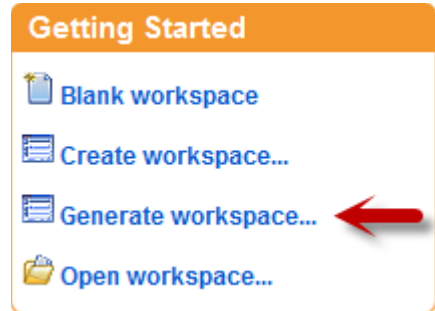 Getting Started
Blank workspace
Create workspace...
Generate workspace...
Open workspace...